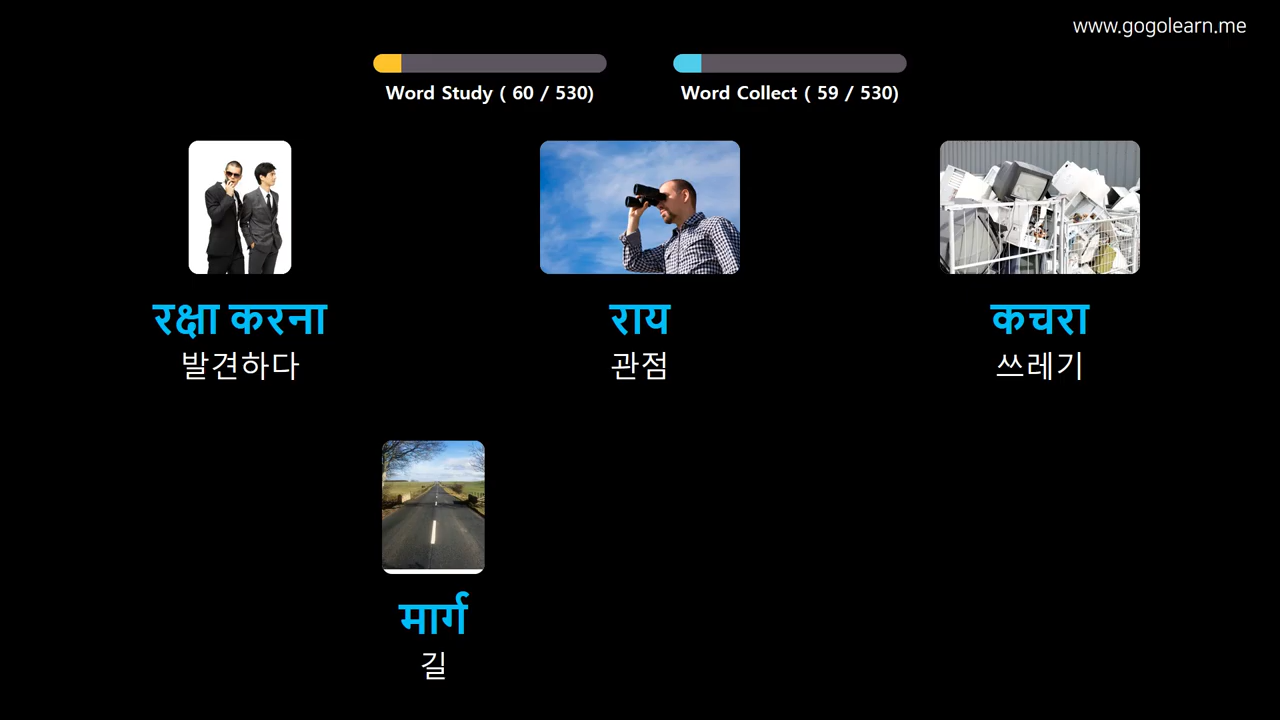 www.gogolearn.me
Word Study ( 60 / 530)
Word Collect ( 59 / 530)
रक्षा करना
발견하다
राय
관점
कचरा
쓰레기
मार्ग
길